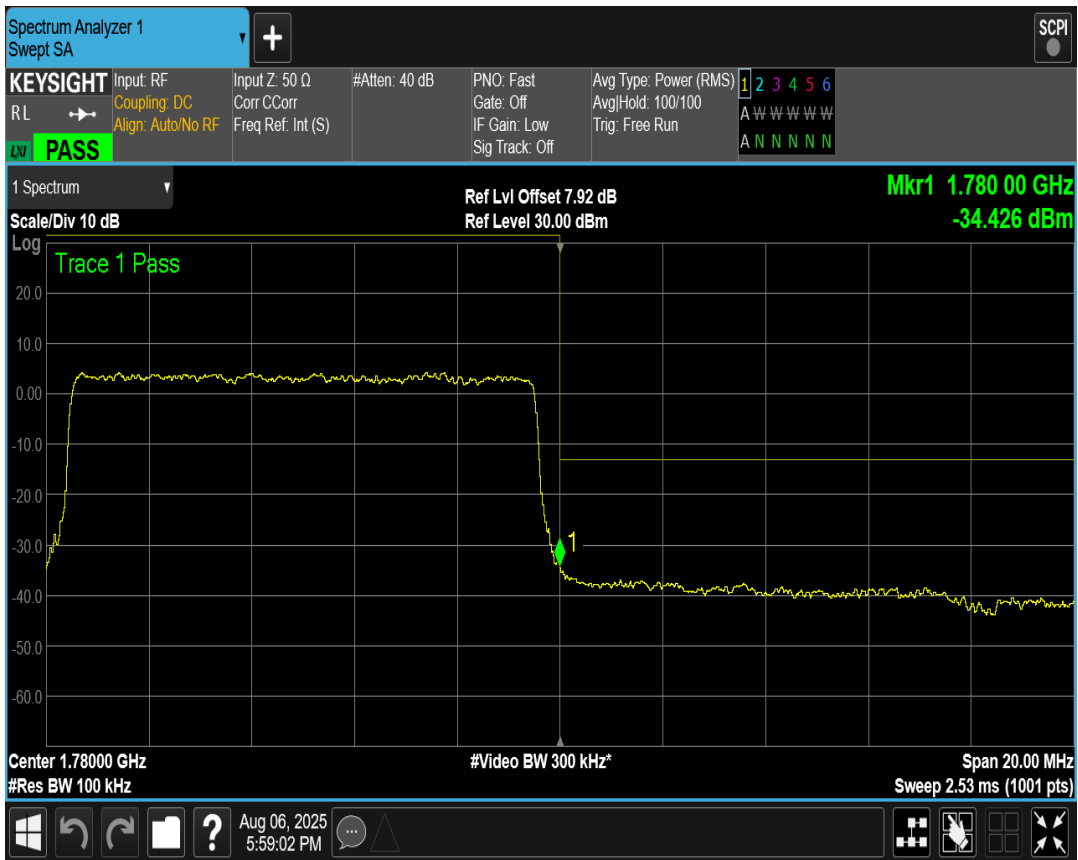 Spectrum Analyzer 1
Swept SA
SCPI
KEYSIGHT
RL
LXI PASS
Input: RF
Coupling: DC
Align: Auto/No RF
Input Z: 50 Ω
Corr CCorr
Freq Ref: Int (S)
#Atten: 40 dB
PNO: Fast
Gate: Off
IF Gain: Low
Sig Track: Off
Avg Type: Power (RMS)
Avg|Hold: 100/100
Trig: Free Run
1 2 3 4 5 6
A W W W W W
A N N N N N
1 Spectrum
Scale/Div 10 dB
Ref Lvl Offset 7.92 dB
Ref Level 30.00 dBm
Mkr1 1.780 00 GHz
-34.426 dBm
Log
Trace 1 Pass
20.0
10.0
0.00
-10.0
-20.0
-30.0
1
-40.0
-50.0
-60.0
Center 1.78000 GHz
#Res BW 100 kHz
#Video BW 300 kHz*
Span 20.00 MHz
Sweep 2.53 ms (1001 pts)
?
Aug 06, 2025
5:59:02 PM